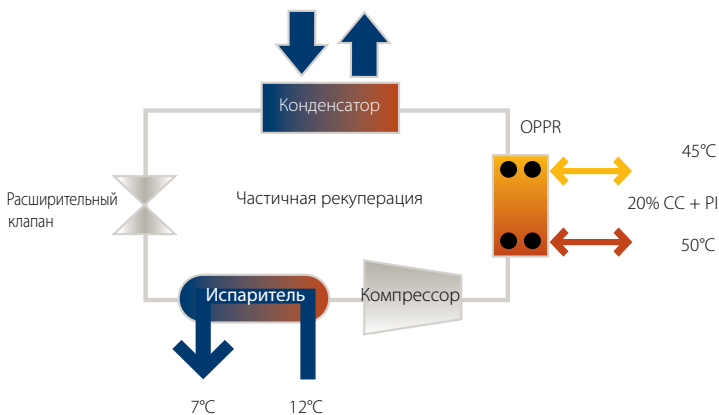 Конденсатор
OPPR
45°C
Расширительный
клапан
Частичная рекуперация
20% CC + PI
50°C
Испаритель
Компрессор
7°C
12°C